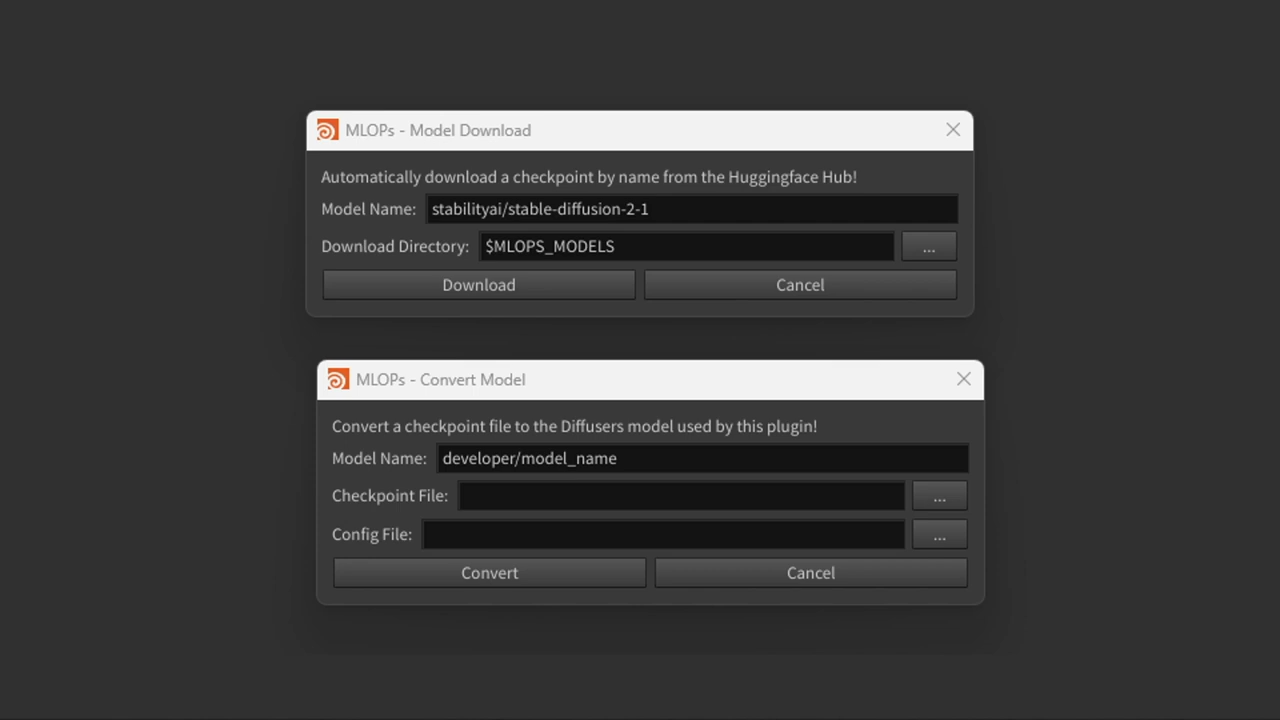 MLOPs - Model Download
Automatically download a checkpoint by name from the Huggingface Hub!
Model Name: stabilityai/stable-diffusion-2-1
Download Directory: $MLOPS_MODELS ...
Download Cancel
MLOPs - Convert Model
Convert a checkpoint file to the Diffusers model used by this plugin!
Model Name: developer/model_name
Checkpoint File: ...
Config File: ...
Convert Cancel